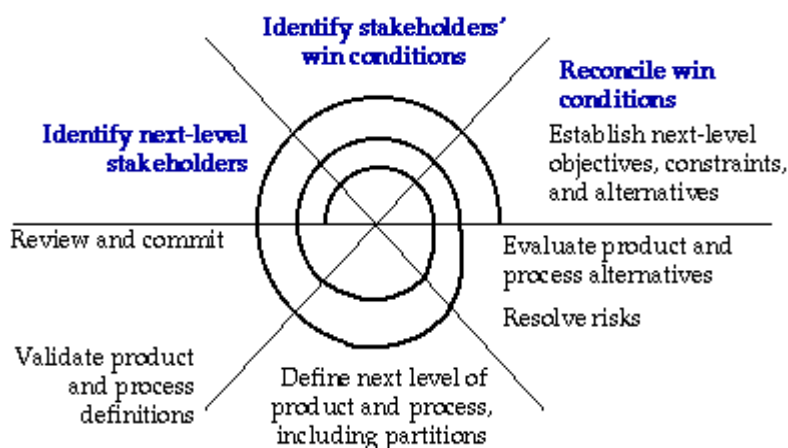 Identify stakeholders’
win conditions
Reconcile win
conditions
Establish next-level
objectives, constraints,
and alternatives
Identify next-level
stakeholders
Review and commit
Evaluate product and
process alternatives
Resolve risks
Validate product
and process
definitions
Define next level of
product and process,
including partitions